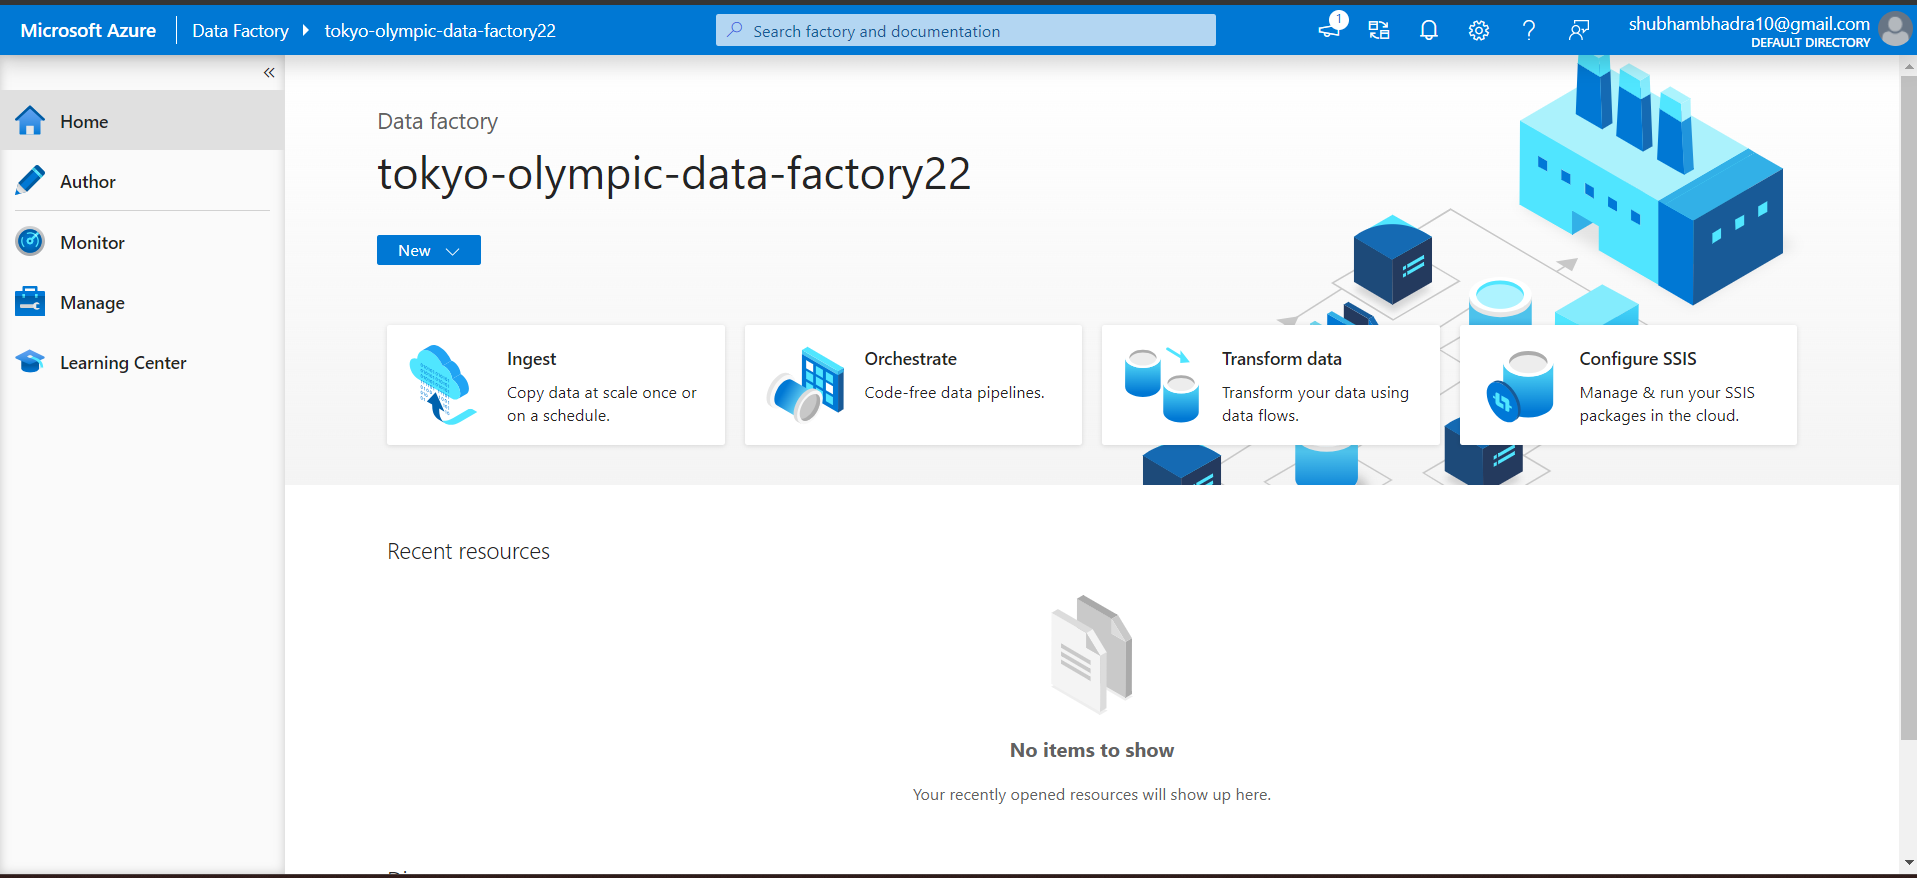 Microsoft Azure
Data Factory
tokyo-olympic-data-factory22
Search factory and documentation
1
shubhambhadra10@gmail.com
DEFAULT DIRECTORY
Home
Author
Monitor
Manage
Learning Center
Data factory
tokyo-olympic-data-factory22
New
Ingest
Copy data at scale once or
on a schedule.
Orchestrate
Code-free data pipelines.
Transform data
Transform your data using
data flows.
Configure SSIS
Manage & run your SSIS
packages in the cloud.
Recent resources
No items to show
Your recently opened resources will show up here.